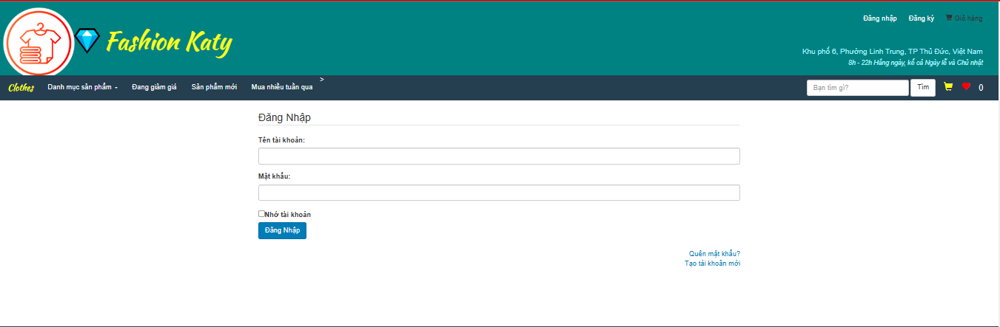 Fashion Katy
Đăng nhập Đăng ký Giỏ hàng
Khu phố 6, Phường Linh Trung, TP Thủ Đức, Việt Nam
8h - 22h Hằng ngày, kể cả Ngày lễ và Chủ nhật
Clothes Danh mục sản phẩm Đang giảm giá Sản phẩm mới Mua nhiều tuần qua > Bạn tìm gì? Tìm 0
Đăng Nhập
Tên tài khoản:
Mật khẩu:
Nhớ tài khoản
Đăng Nhập
Quên mật khẩu?
Tạo tài khoản mới